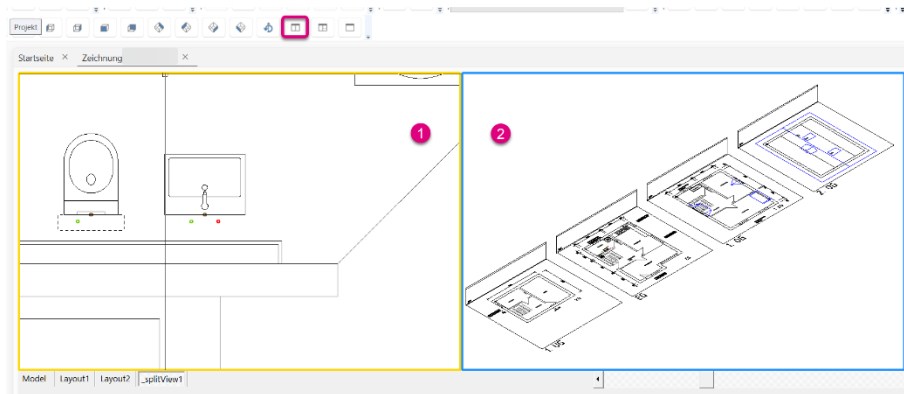 Projekt
Startseite × Zeichnung ×
1
2
Model Layout1 Layout2 _splitView1